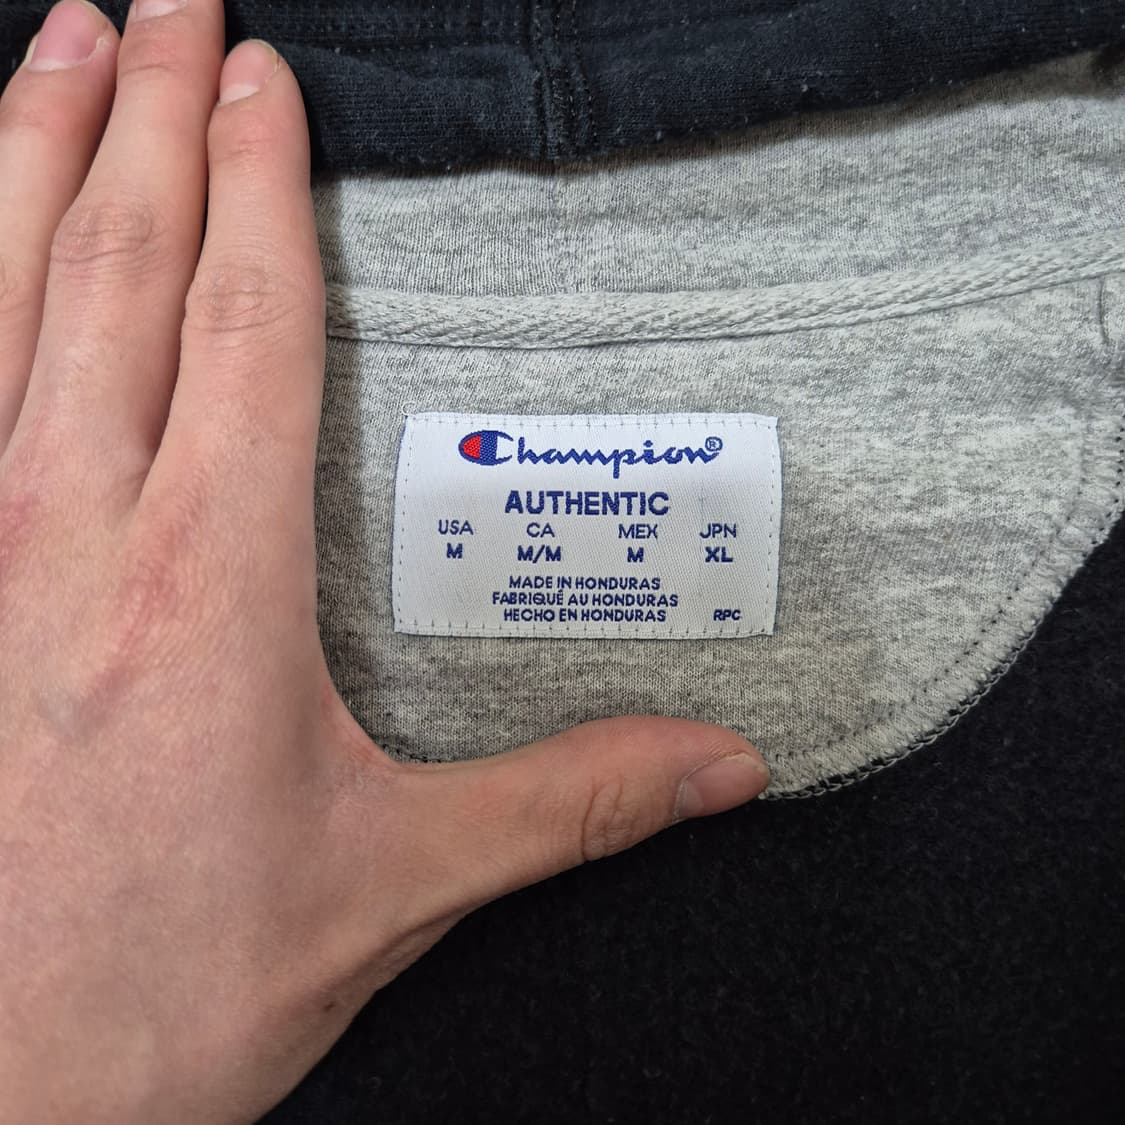 Champion®
AUTHENTIC
USA CA MEX JPN
M M/M M XL
MADE IN HONDURAS
FABRIQUÉ AU HONDURAS
HECHO EN HONDURAS RPC